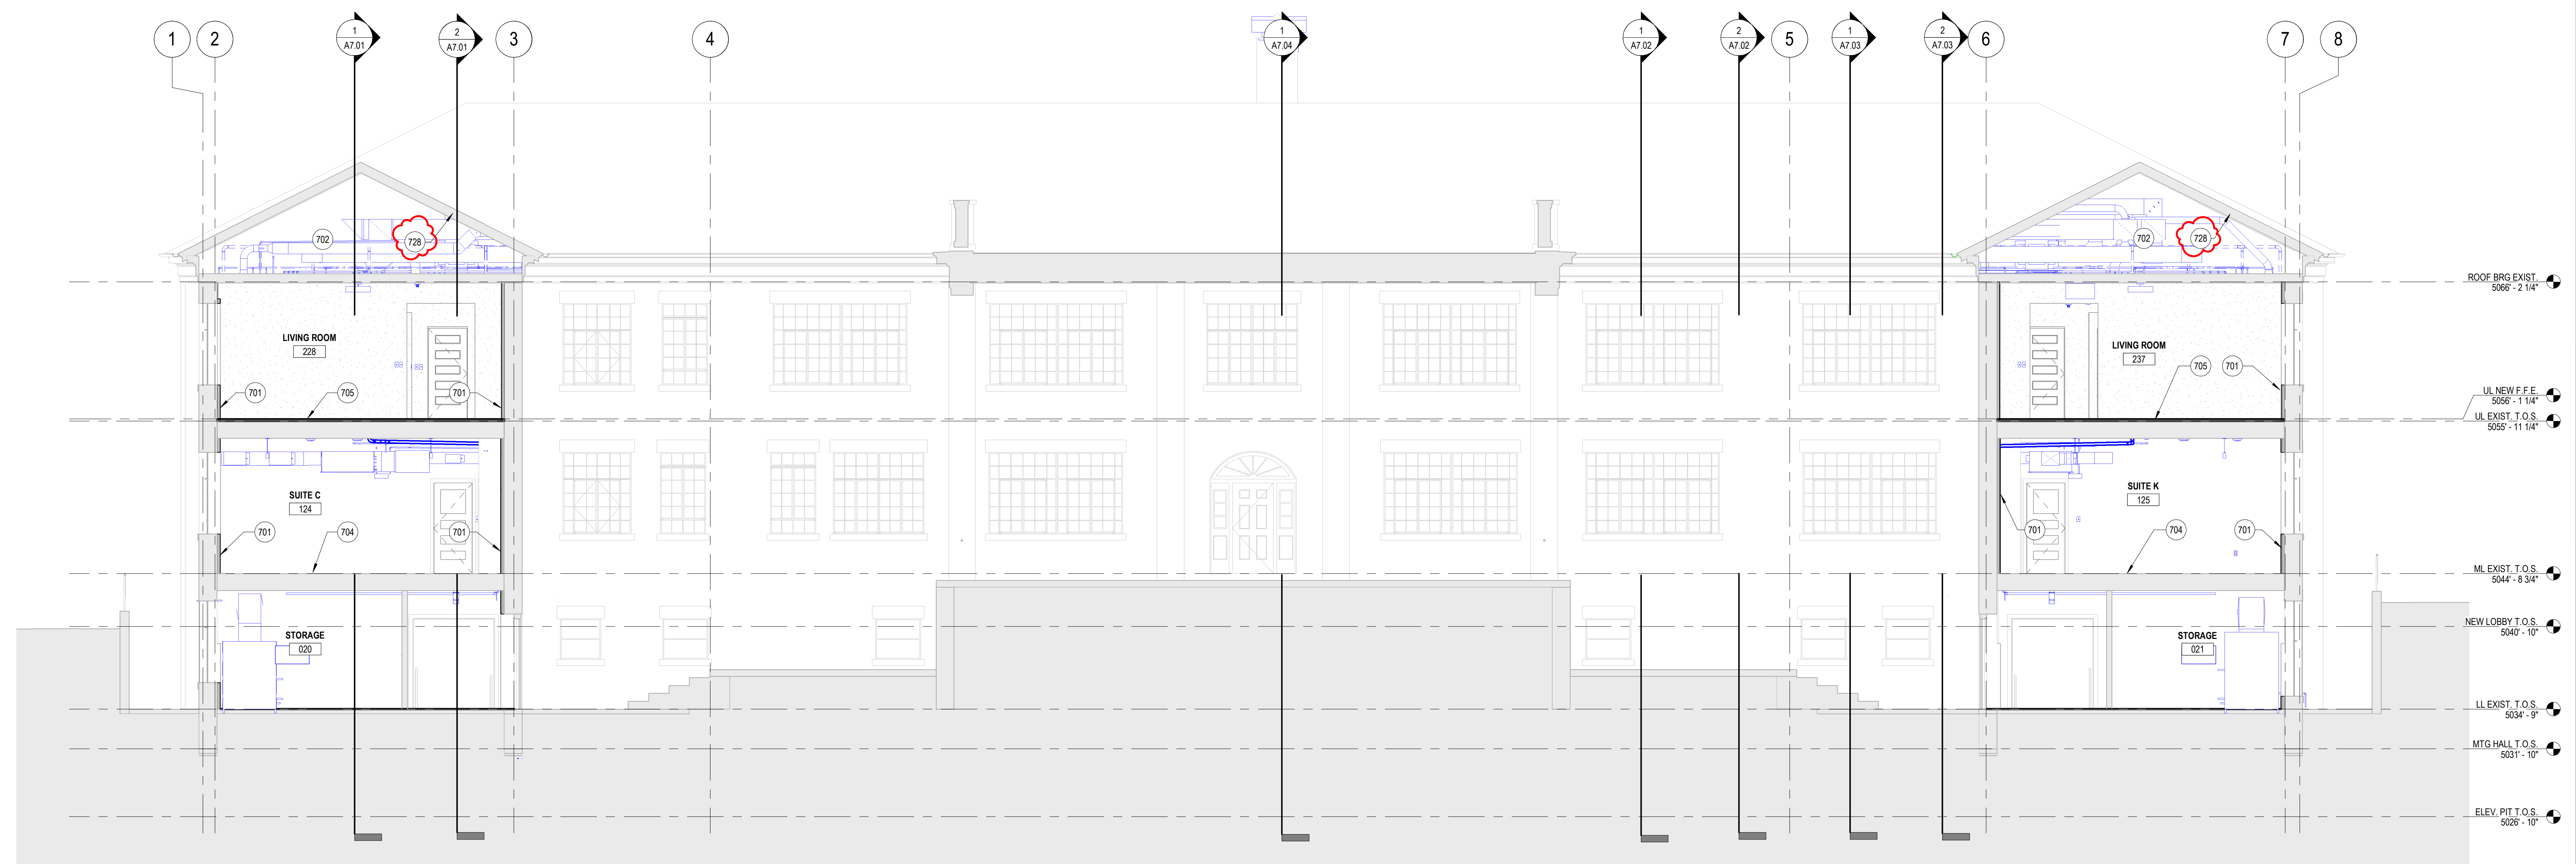 1
2
1
A7.01
2
A7.01
3
4
1
A7.04
1
A7.02
2
A7.02
5
1
A7.03
2
A7.03
6
7
8
702
728
702
728
ROOF BRG EXIST.
5066' - 2 1/4"
LIVING ROOM
228
LIVING ROOM
237
701
705
701
705
701
UL NEW F.F.E.
5056' - 1 1/4"
UL EXIST. T.O.S.
5055' - 11 1/4"
SUITE C
124
SUITE K
125
701
704
701
701
704
701
ML EXIST. T.O.S.
5044' - 8 3/4"
NEW LOBBY T.O.S.
5040' - 10"
STORAGE
020
STORAGE
021
LL EXIST. T.O.S.
5034' - 9"
MTG HALL T.O.S.
5031' - 10"
ELEV. PIT T.O.S.
5026' - 10"